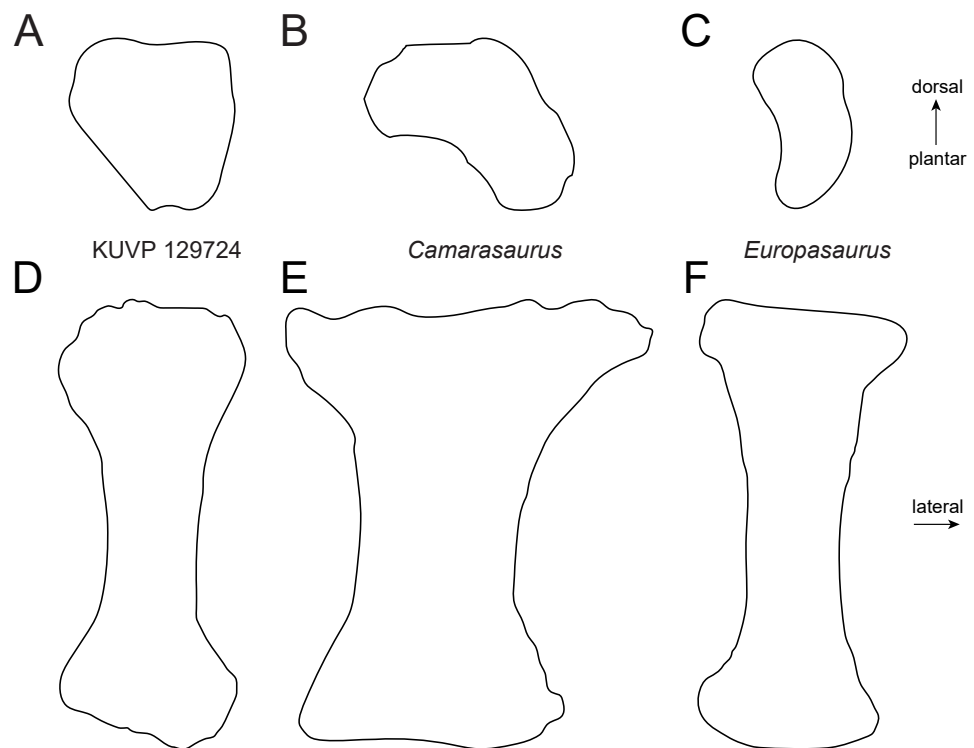 A
B
C
dorsal
plantar
KUVP 129724
Camarasaurus
Europasaurus
D
E
F
lateral